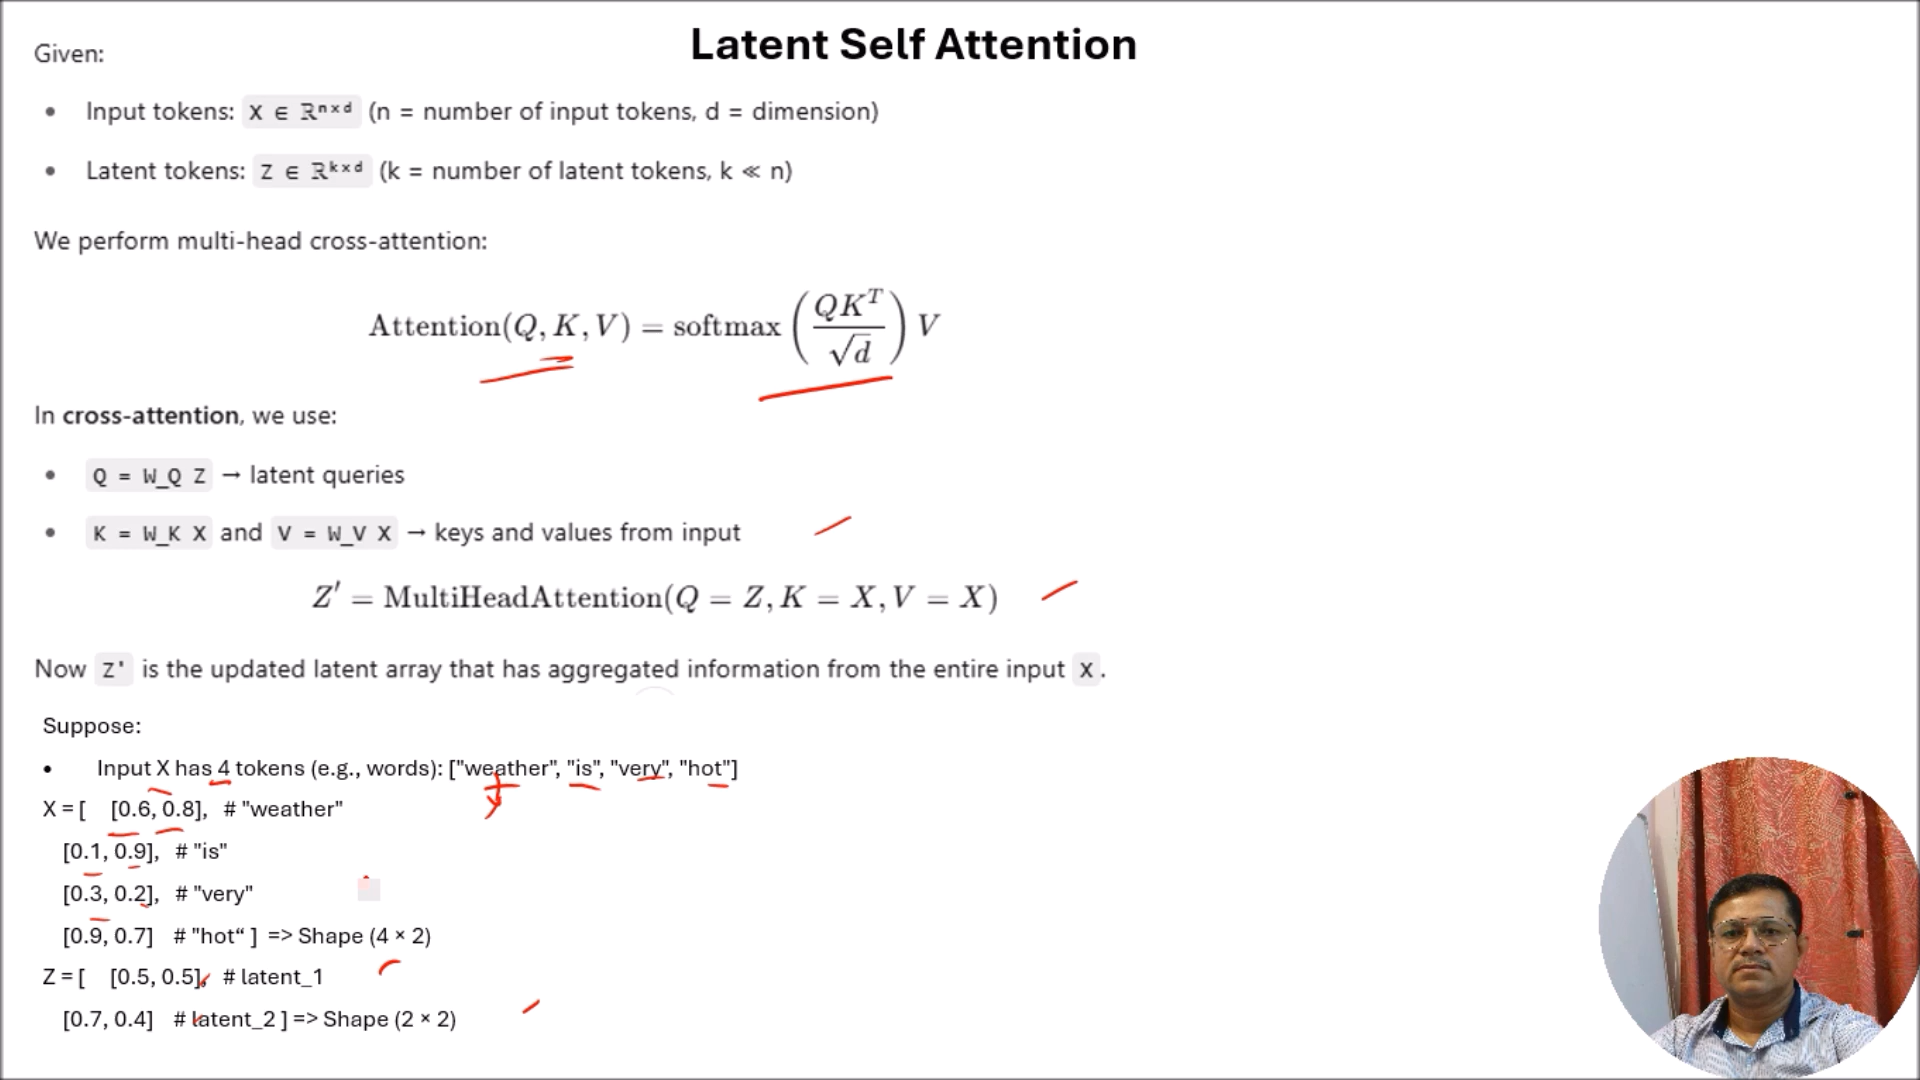 Latent Self Attention
Given:
• Input tokens: X ∈ ℝⁿˣᵈ (n = number of input tokens, d = dimension)
• Latent tokens: Z ∈ ℝᵏˣᵈ (k = number of latent tokens, k ≪ n)
We perform multi-head cross-attention:
Attention(Q, K, V) = softmax (QK^T / √d) V
In cross-attention, we use:
• Q = W_Q Z → latent queries
• K = W_K X and V = W_V X → keys and values from input
Z′ = MultiHeadAttention(Q = Z, K = X, V = X)
Now Z' is the updated latent array that has aggregated information from the entire input X.
Suppose:
• Input X has 4 tokens (e.g., words): ["weather", "is", "very", "hot"]
X = [ [0.6, 0.8], # "weather"
[0.1, 0.9], # "is"
[0.3, 0.2], # "very"
[0.9, 0.7] # "hot“ ] => Shape (4 × 2)
Z = [ [0.5, 0.5], # latent_1
[0.7, 0.4] # latent_2 ] => Shape (2 × 2)